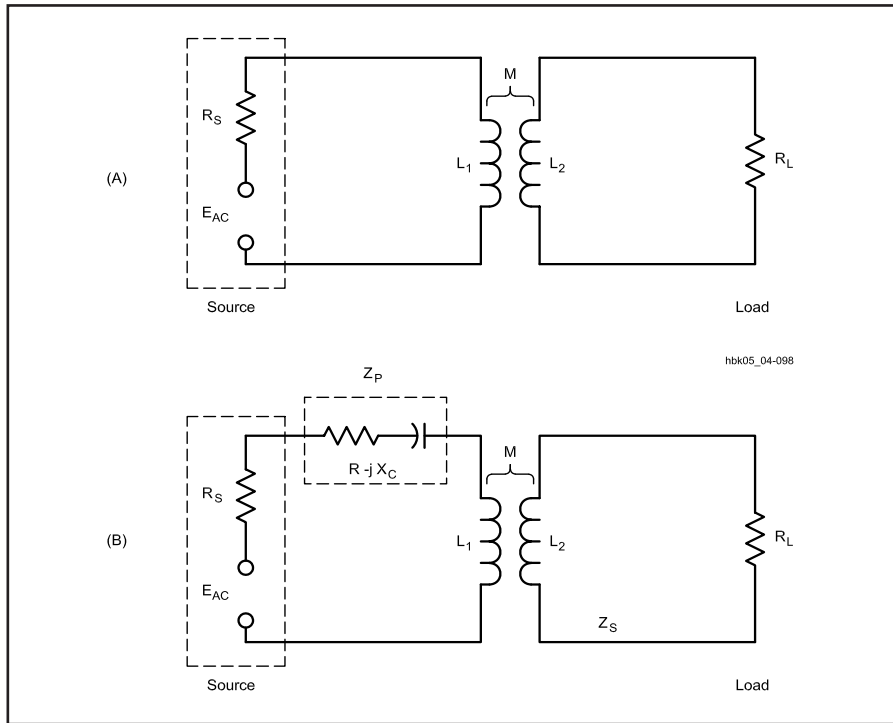 M
R_S
(A)
L_1
L_2
R_L
E_AC
Source
Load
hbk05_04-098
Z_P
R -j X_C
M
R_S
(B)
L_1
L_2
R_L
E_AC
Z_S
Source
Load